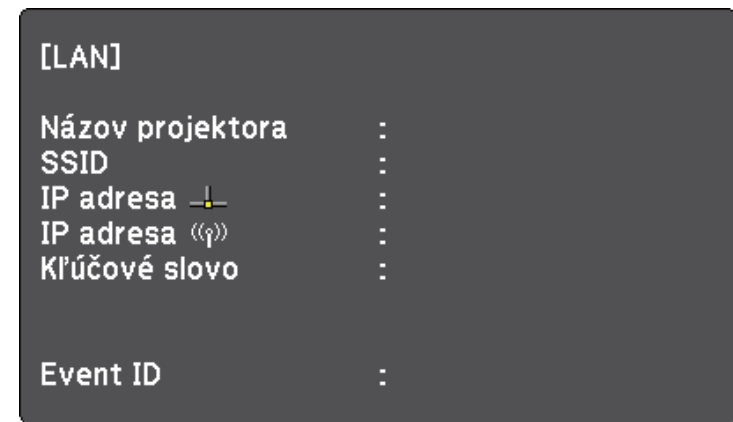 [LAN]
Názov projektora :
SSID :
IP adresa :
IP adresa :
Kľúčové slovo :
Event ID :